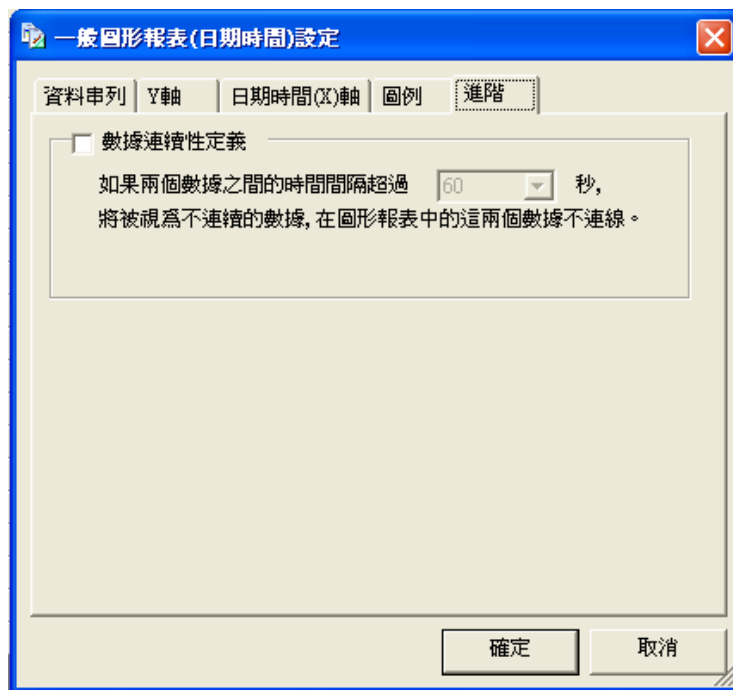 一般圖形報表(日期時間)設定
資料串列 Y軸 日期時間(X)軸 圖例 進階
數據連續性定義
如果兩個數據之間的時間間隔超過 60 秒,
將被視為不連續的數據, 在圖形報表中的這兩個數據不連線。
確定 取消